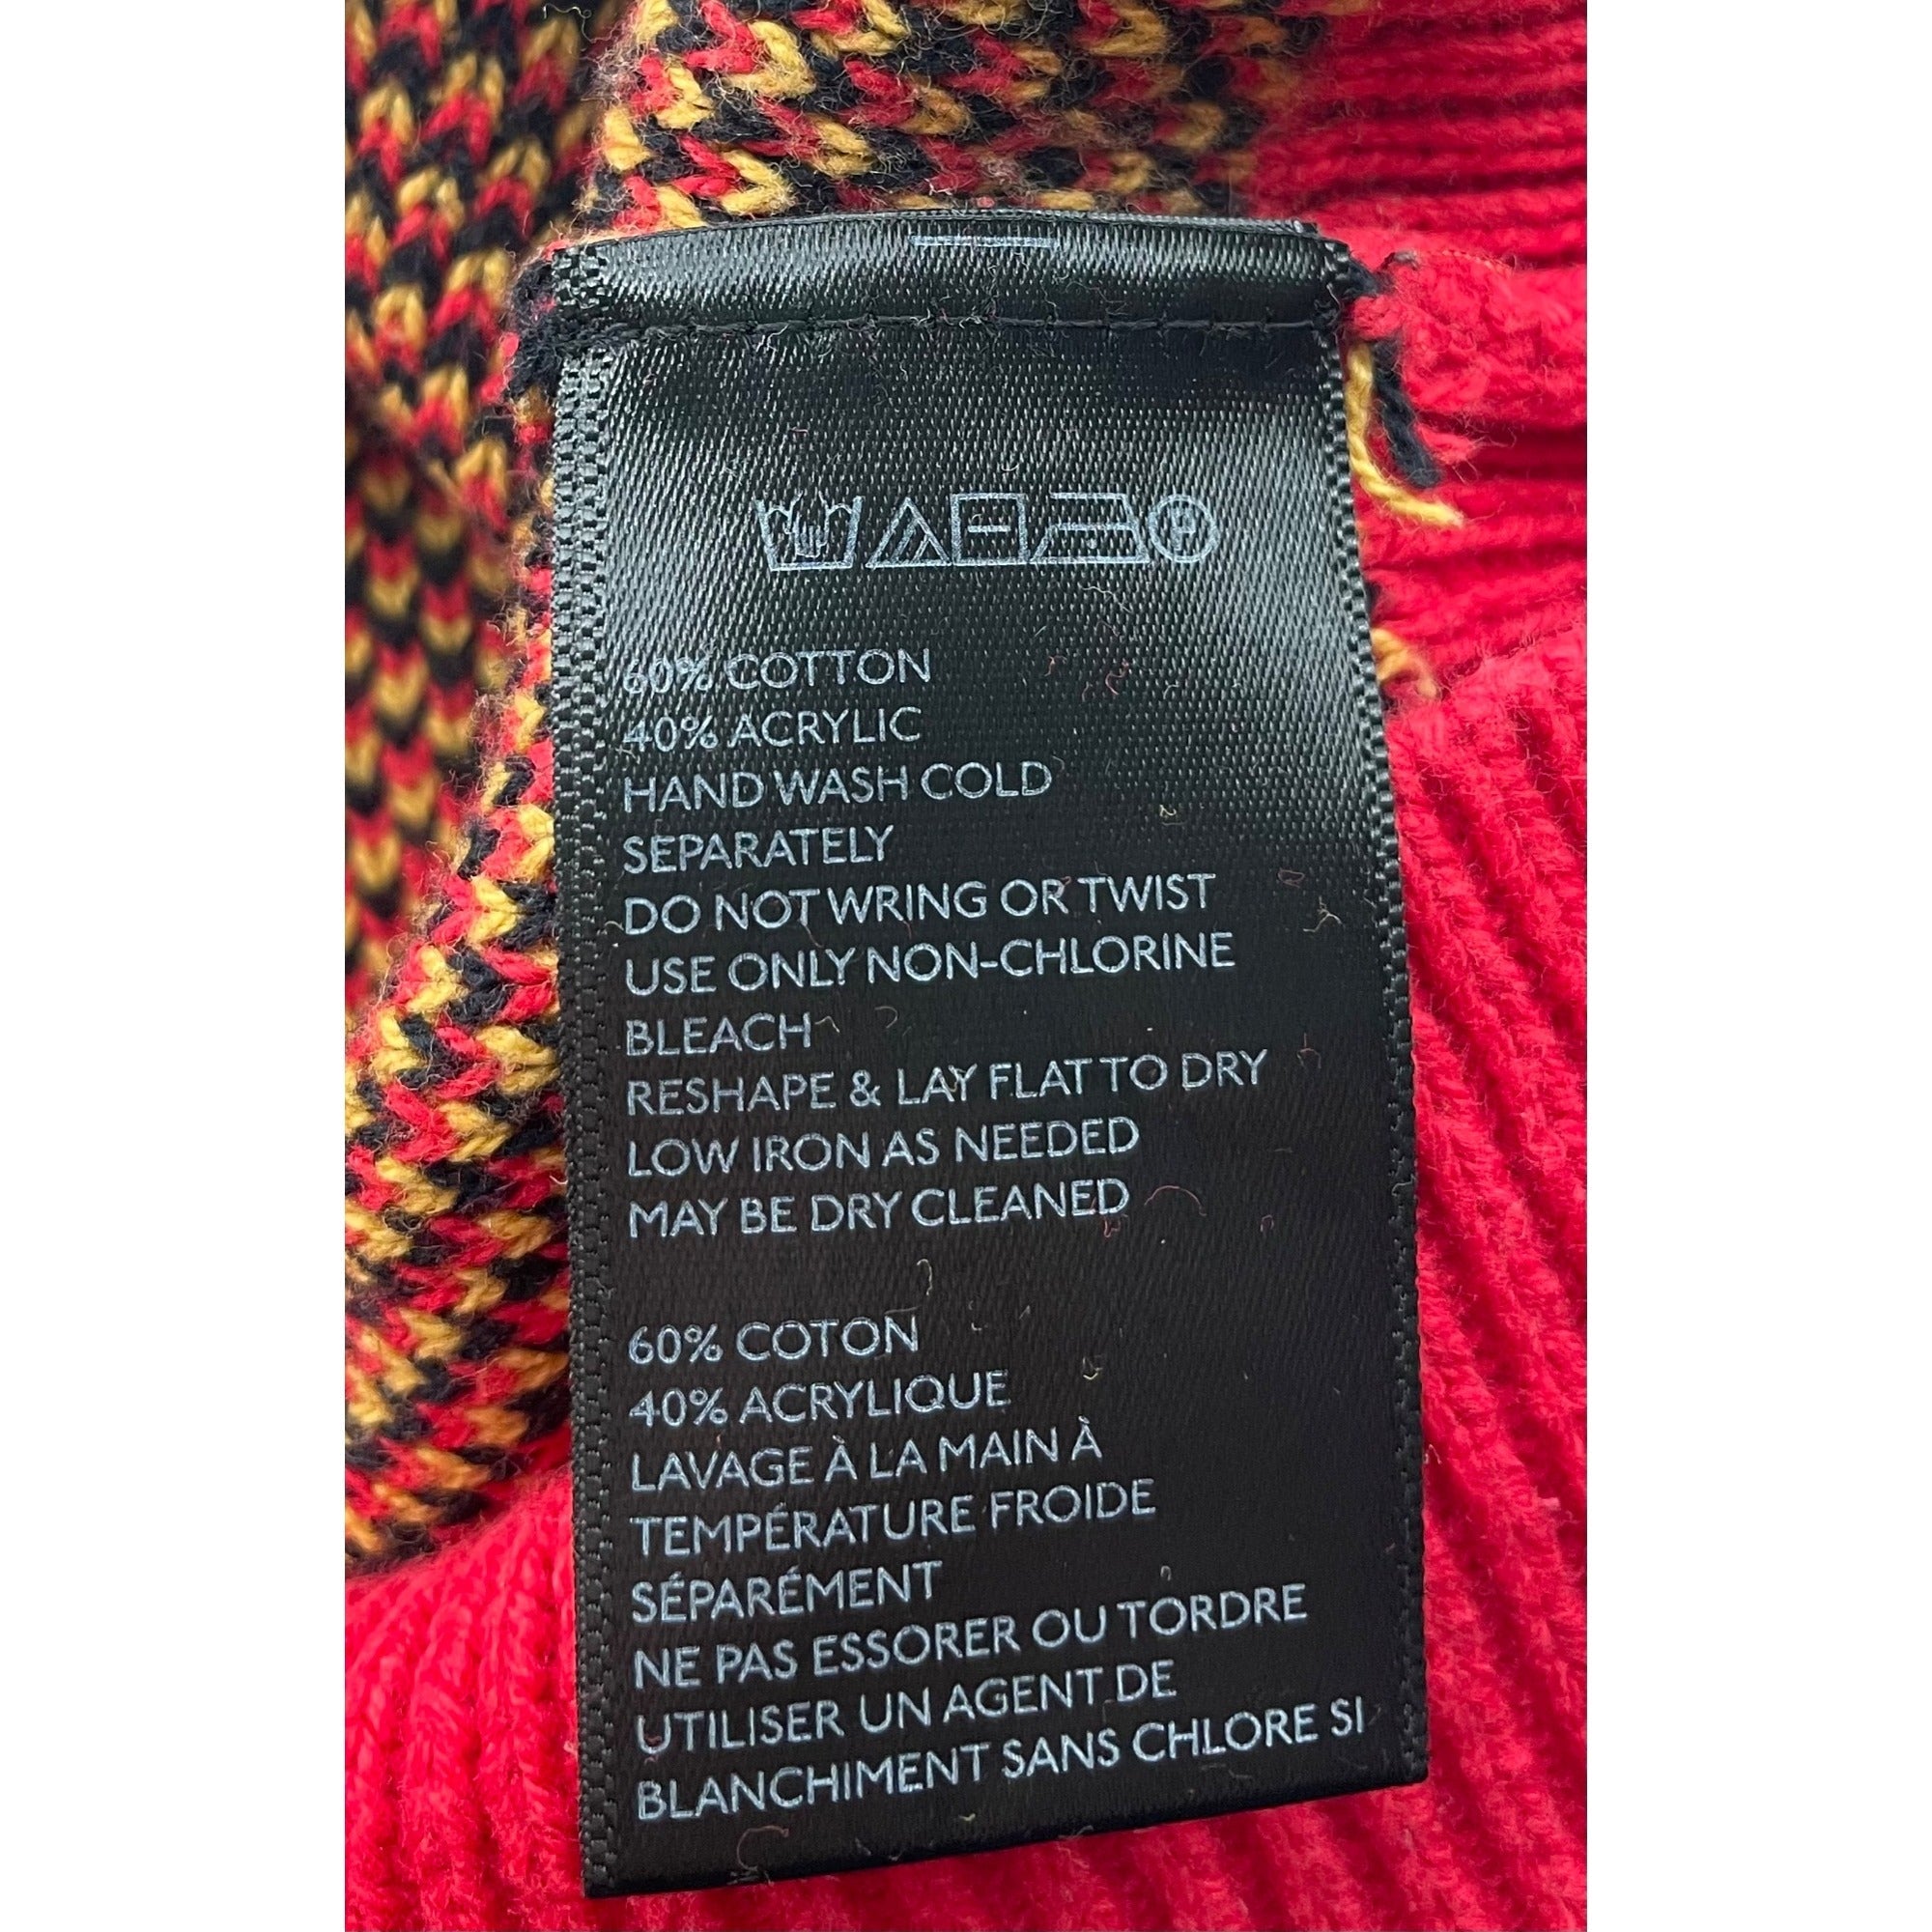 60% COTTON
40% ACRYLIC
HAND WASH COLD
SEPARATELY
DO NOT WRING OR TWIST
USE ONLY NON-CHLORINE
BLEACH
RESHAPE & LAY FLAT TO DRY
LOW IRON AS NEEDED
MAY BE DRY CLEANED
60% COTON
40% ACRYLIQUE
LAVAGE À LA MAIN À
TEMPÉRATURE FROIDE
SÉPARÉMENT
NE PAS ESSORER OU TORDRE
UTILISER UN AGENT DE
BLANCHIMENT SANS CHLORE SI